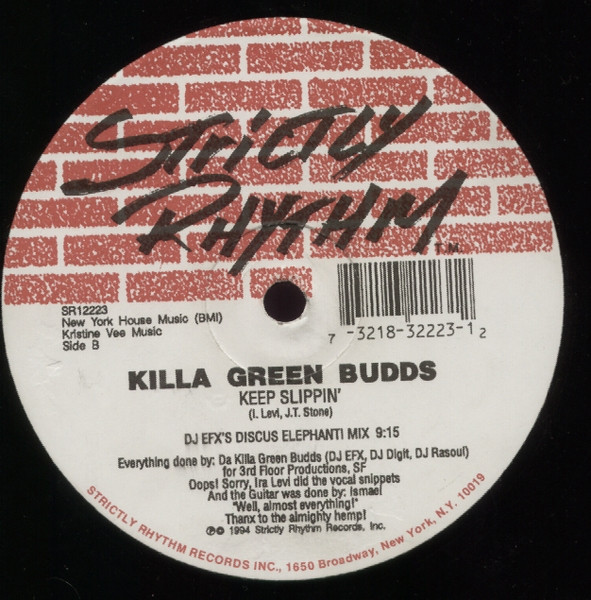 STRICTLY
RHYTHM
T.M.
SR12223
New York House Music (BMI)
Kristine Vee Music
Side B
7 -3218-32223-1 2
KILLA GREEN BUDDS
KEEP SLIPPIN'
(I. Levi, J.T. Stone)
DJ EFX'S DISCUS ELEPHANTI MIX 9:15
Everything done by: Da Killa Green Budds (DJ EFX, DJ Digit, DJ Rasoul)
for 3rd Floor Productions, SF
Oops! Sorry, Ira Levi did the vocal snippets
And the Guitar was done by: Ismael
"Well, almost everything!"
Thanx to the almighty hemp!
℗© 1994 Strictly Rhythm Records, Inc.
STRICTLY RHYTHM RECORDS INC., 1650 Broadway, New York, N.Y. 10019